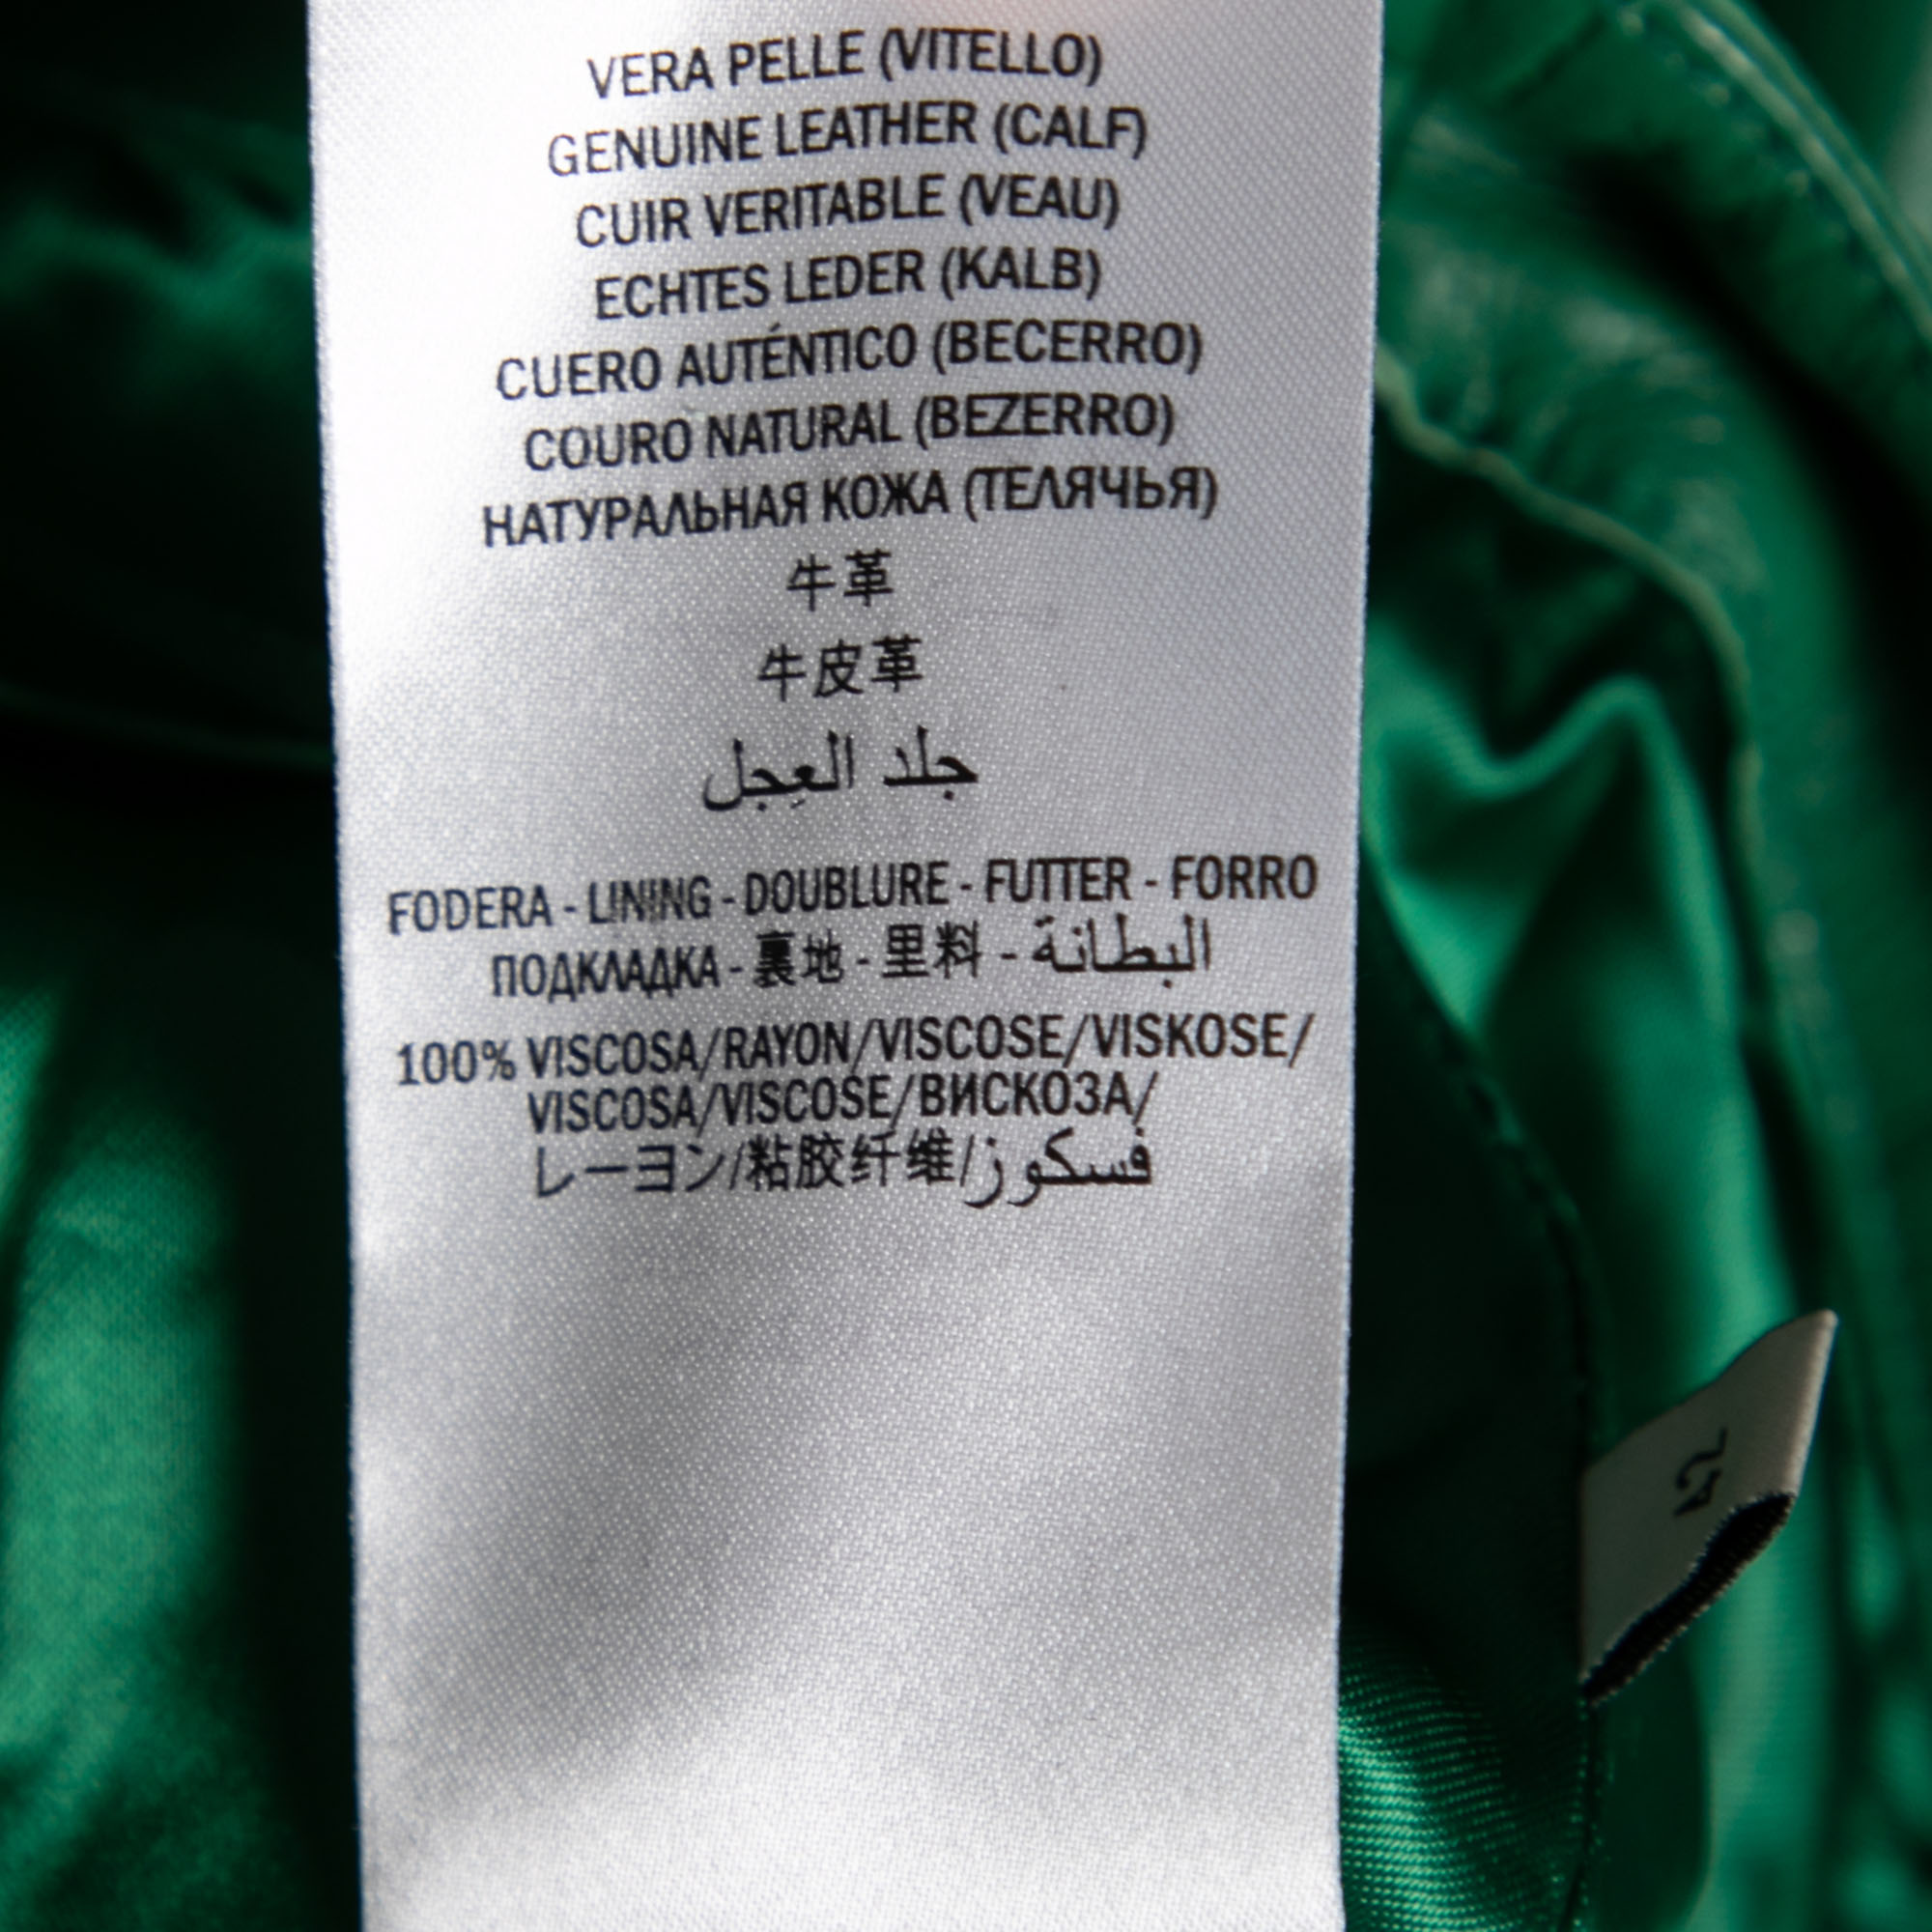 VERA PELLE (VITELLO)
GENUINE LEATHER (CALF)
CUIR VERITABLE (VEAU)
ECHTES LEDER (KALB)
CUERO AUTÉNTICO (BECERRO)
COURO NATURAL (BEZERRO)
НАТУРАЛЬНАЯ КОЖА (ТЕЛЯЧЬЯ)
牛革
牛皮革
جلد العِجل
FODERA - LINING - DOUBLURE - FUTTER - FORRO
ПОДКЛАДКА - 裏地 - 里料 - البطانة
100% VISCOSA/RAYON/VISCOSE/VISKOSE/
VISCOSA/VISCOSE/ВИСКОЗА/
レーヨン/粘胶纤维/فسكوز
42